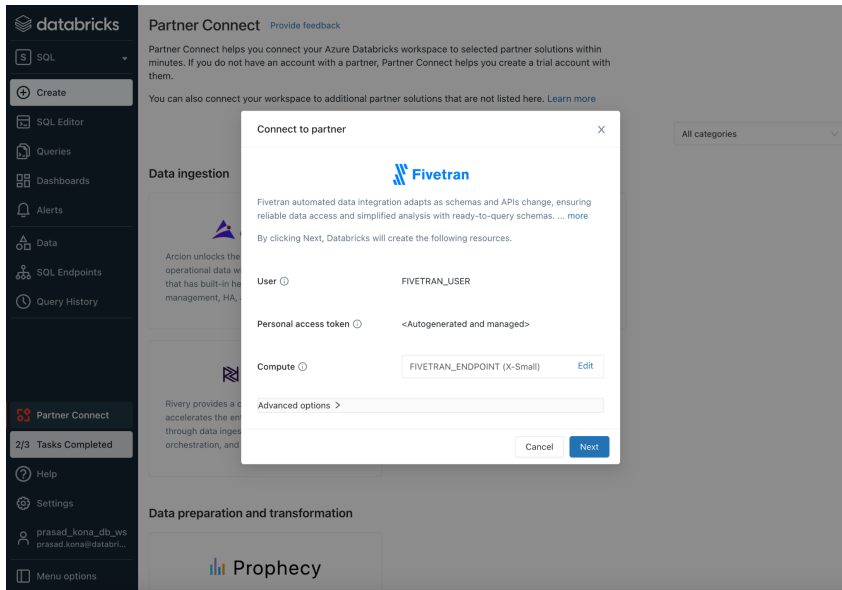 databricks
S SQL
Create
SQL Editor
Queries
Dashboards
Alerts
Data
SQL Endpoints
Query History
Partner Connect
2/3 Tasks Completed
Help
Settings
prasad_kona_db_ws
prasad.kona@databri...
Menu options
Partner Connect Provide feedback
Partner Connect helps you connect your Azure Databricks workspace to selected partner solutions within
minutes. If you do not have an account with a partner, Partner Connect helps you create a trial account with
them.
You can also connect your workspace to additional partner solutions that are not listed here. Learn more
All categories
Data ingestion
Arcion unlocks the
operational data
that has built-in
management, HA,
Rivery provides a
accelerates the
through data
orchestration, and
Connect to partner
X
Fivetran
Fivetran automated data integration adapts as schemas and APIs change, ensuring
reliable data access and simplified analysis with ready-to-query schemas. ... more
By clicking Next, Databricks will create the following resources.
User FIVETRAN_USER
Personal access token <Autogenerated and managed>
Compute FIVETRAN_ENDPOINT (X-Small) Edit
Advanced options >
Cancel Next
Data preparation and transformation
Prophecy